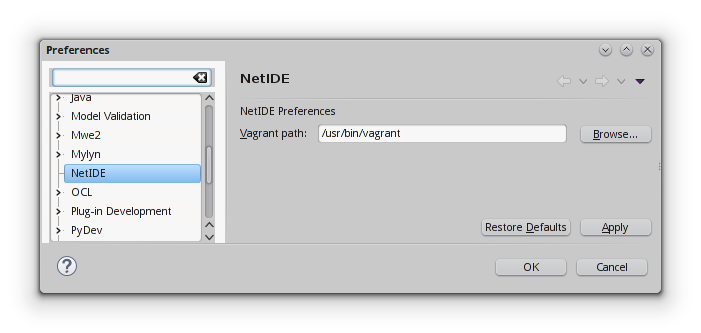 Preferences
Java
Model Validation
Mwe2
Mylyn
NetIDE
OCL
Plug-in Development
PyDev
NetIDE
NetIDE Preferences
Vagrant path: /usr/bin/vagrant Browse...
Restore Defaults Apply
? OK Cancel